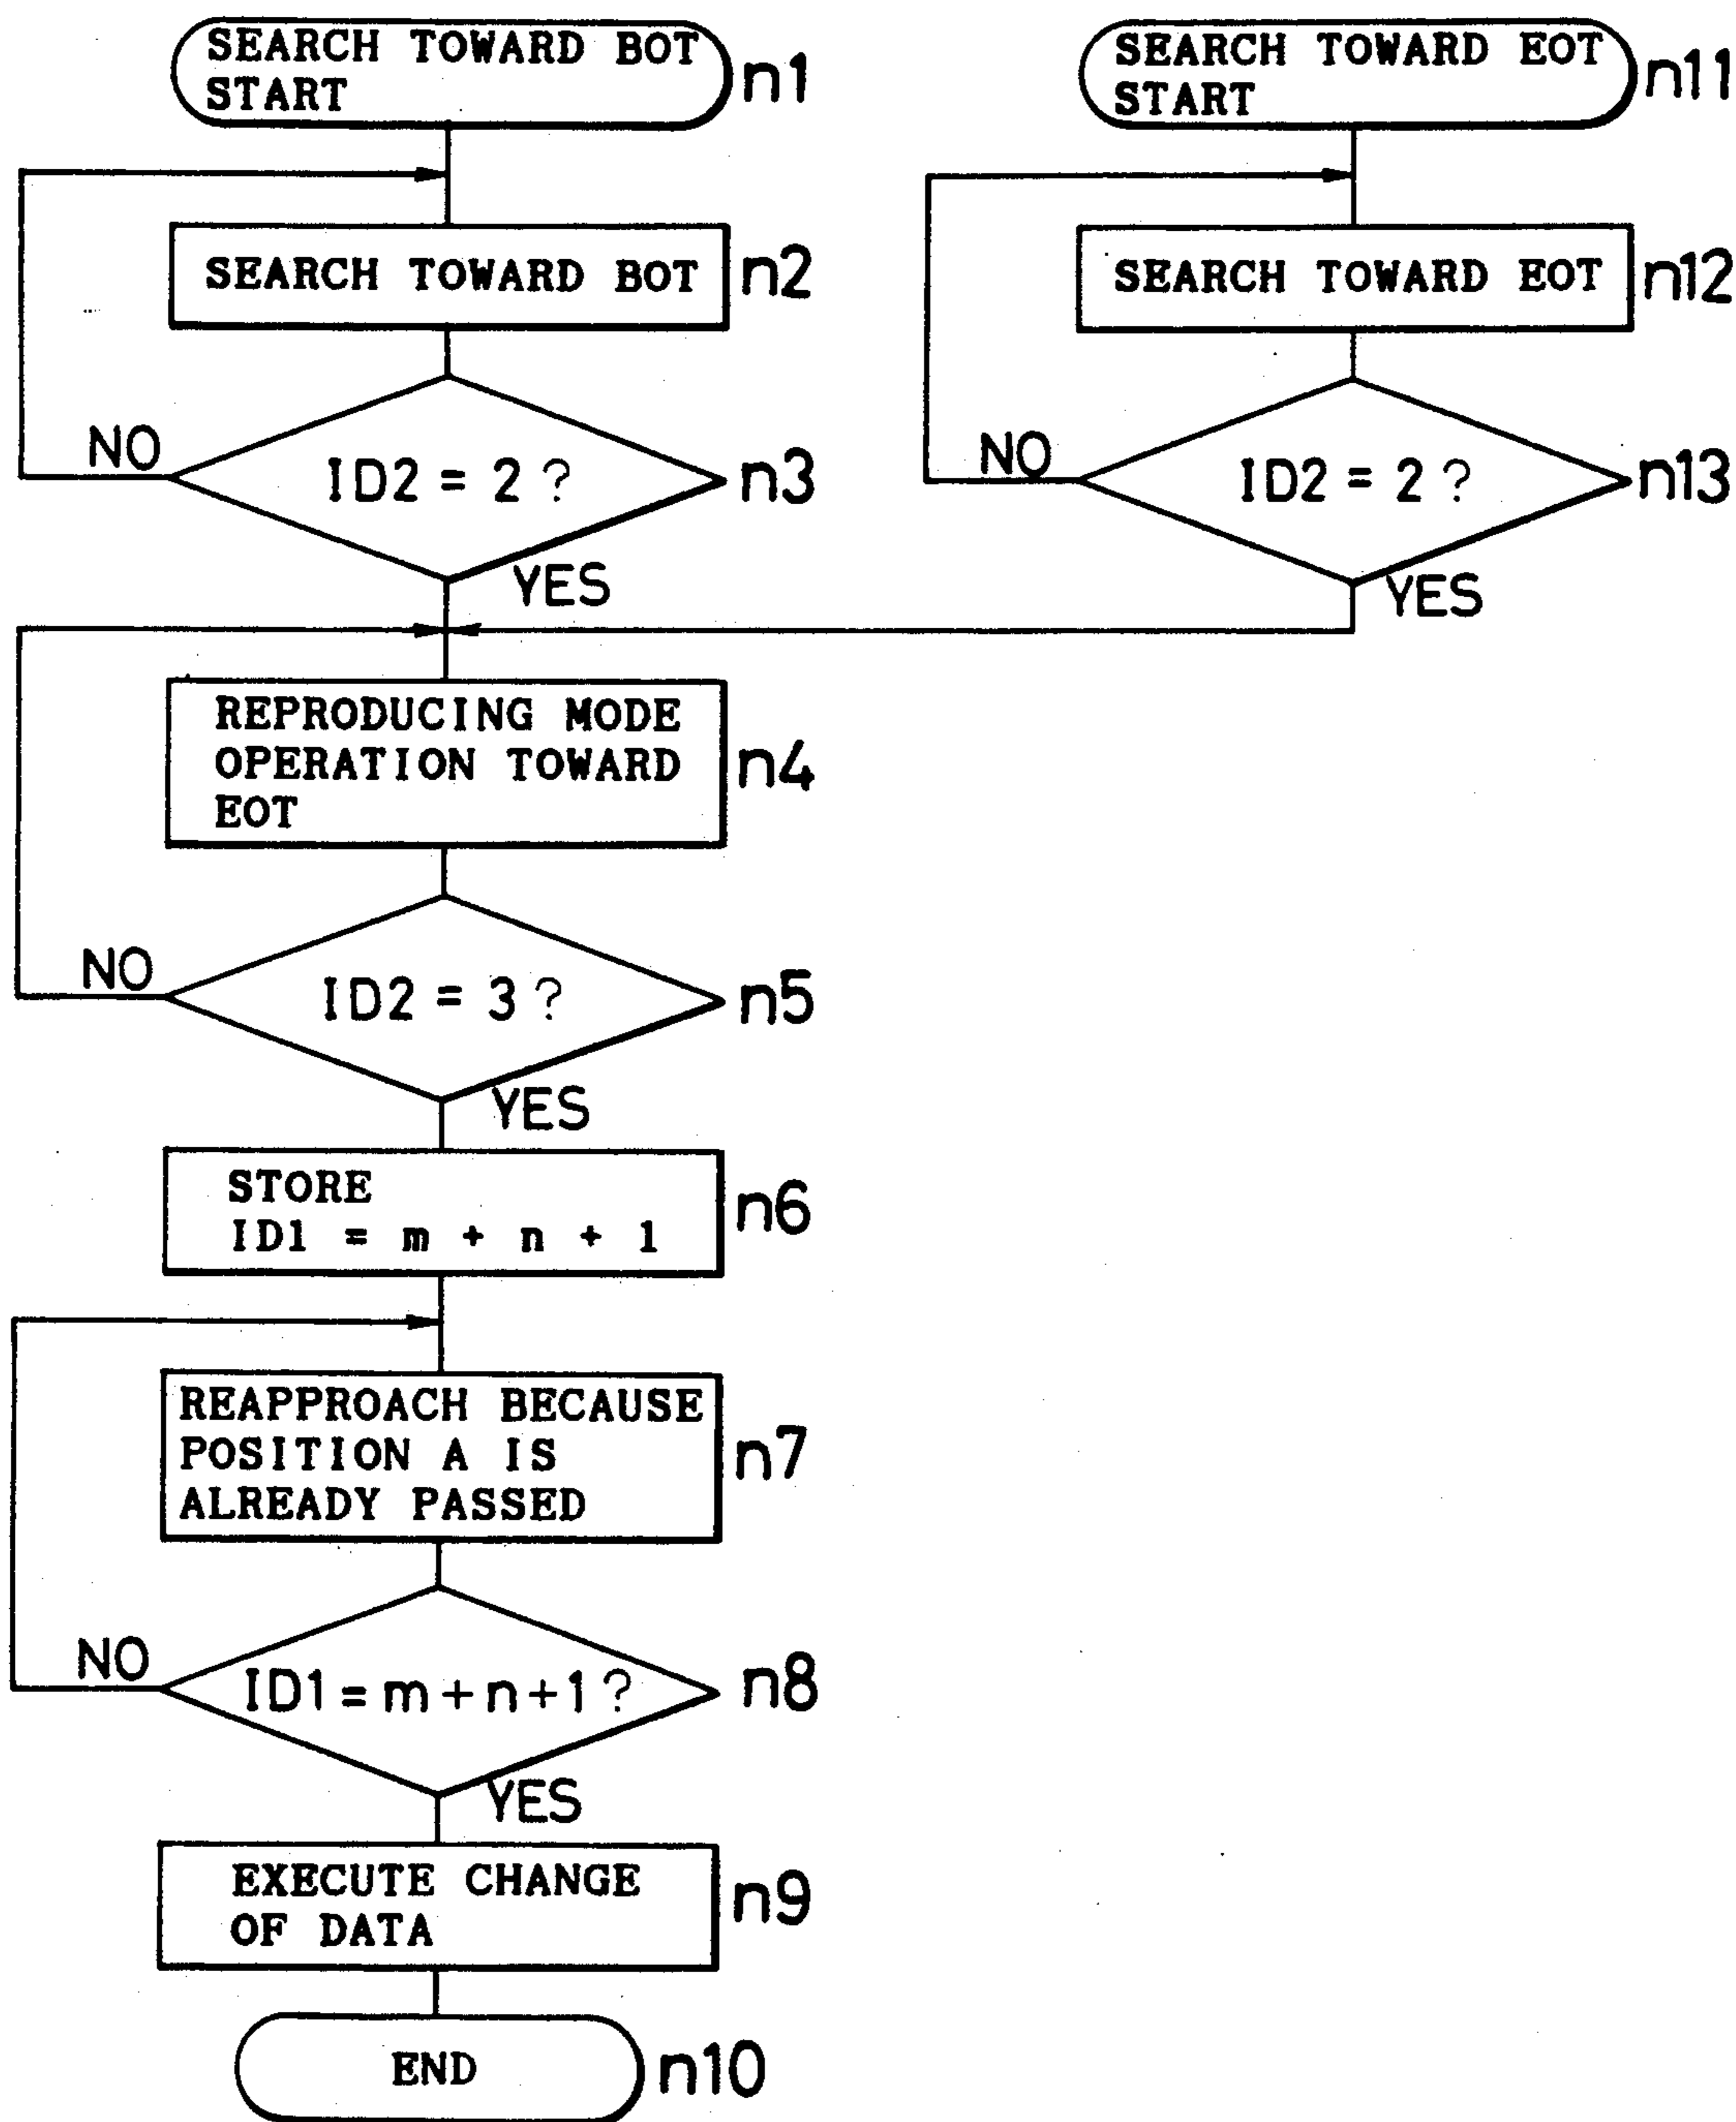 SEARCH TOWARD BOT
START
n1
SEARCH TOWARD BOT
n2
NO
ID2 = 2 ?
n3
YES
SEARCH TOWARD EOT
START
n11
SEARCH TOWARD EOT
n12
NO
ID2 = 2 ?
n13
YES
REPRODUCING MODE
OPERATION TOWARD
EOT
n4
NO
ID2 = 3 ?
n5
YES
STORE
ID1 = m + n + 1
n6
REAPPROACH BECAUSE
POSITION A IS
ALREADY PASSED
n7
NO
ID1 = m + n + 1 ?
n8
YES
EXECUTE CHANGE
OF DATA
n9
END
n10